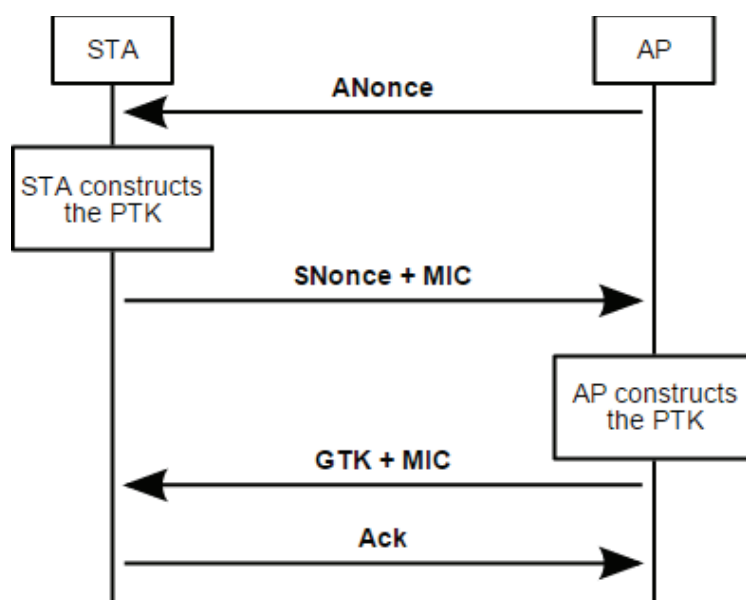 STA
AP
ANonce
STA constructs
the PTK
SNonce + MIC
AP constructs
the PTK
GTK + MIC
Ack